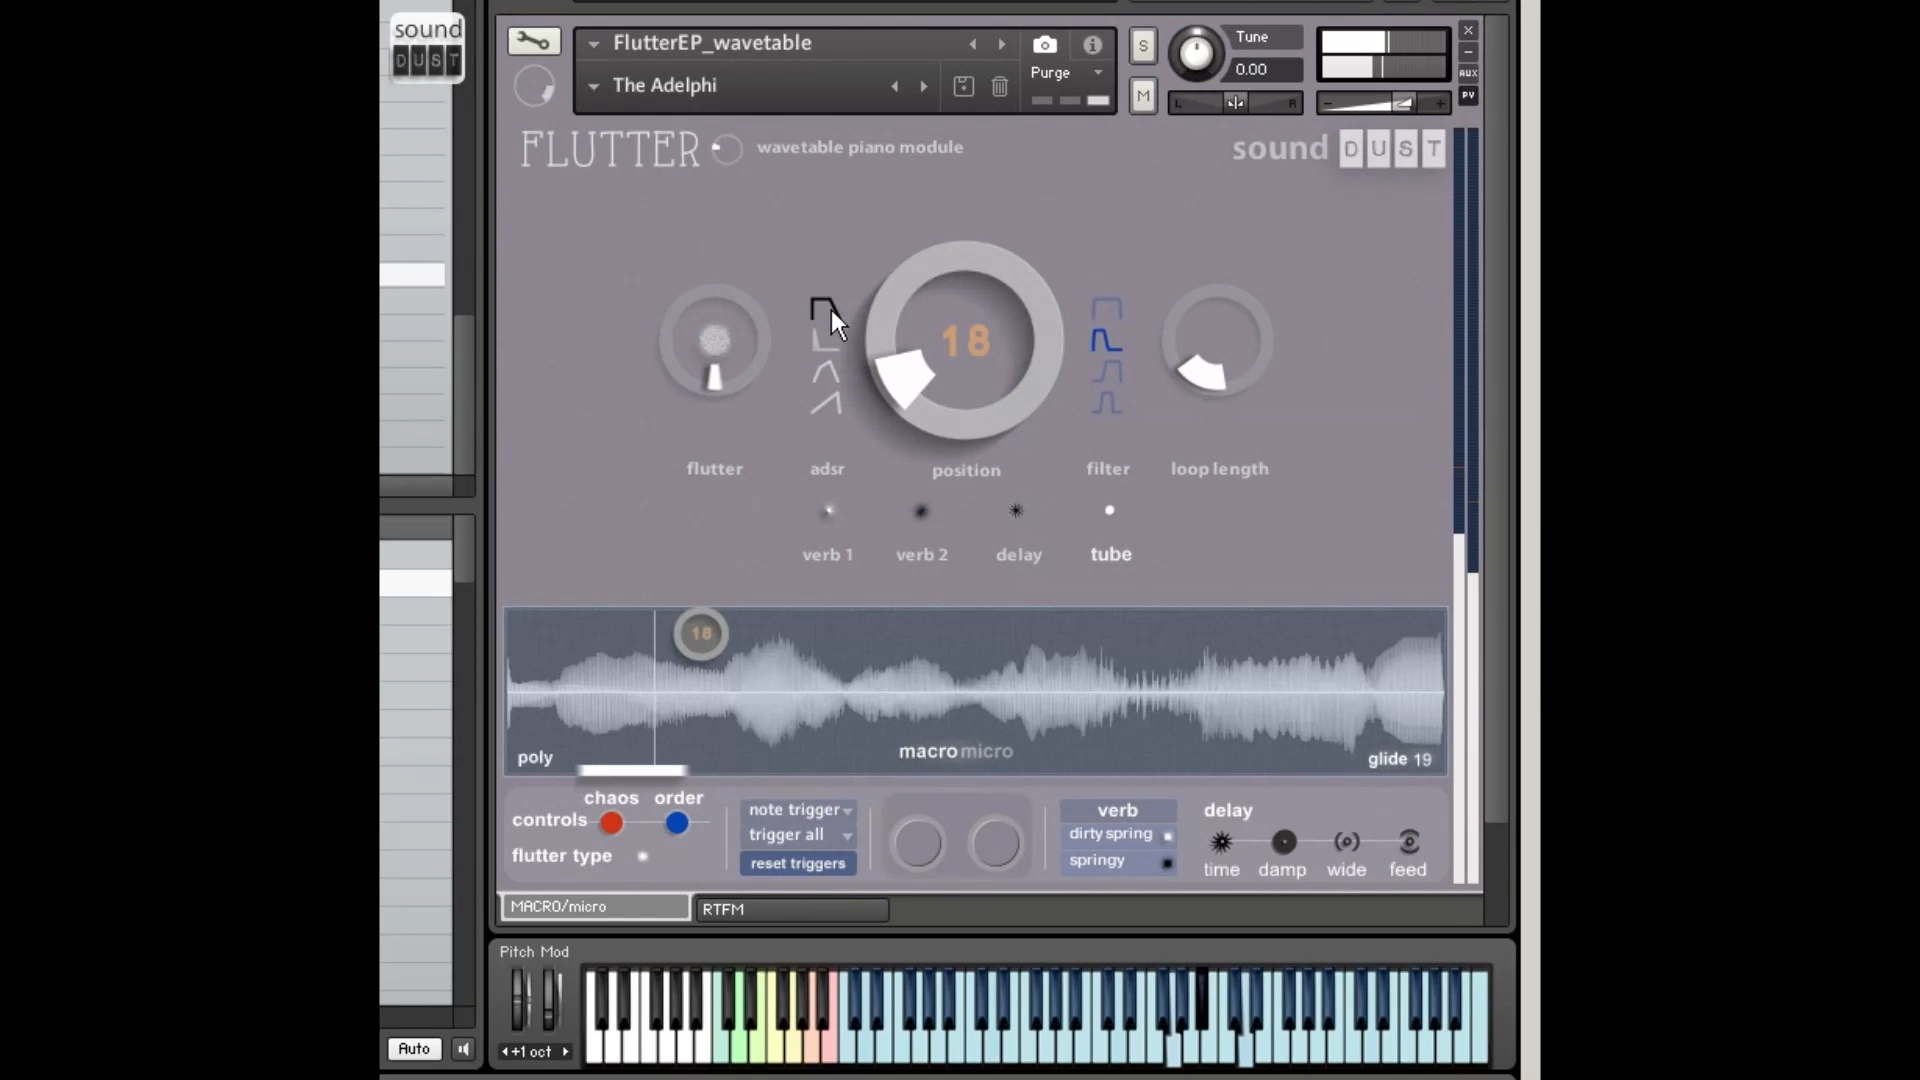 sound
DUST
FlutterEP_wavetable
The Adelphi
Purge
S
M
Tune
0.00
L
R
X
AUX
PV
FLUTTER
wavetable piano module
sound DUST
18
flutter
adsr
position
filter
loop length
verb 1
verb 2
delay
tube
18
poly
macro micro
glide 19
chaos order
controls
flutter type
note trigger
trigger all
reset triggers
verb
dirty spring
springy
delay
time damp wide feed
MACRO/micro
RTFM
Pitch Mod
+1 oct
Auto